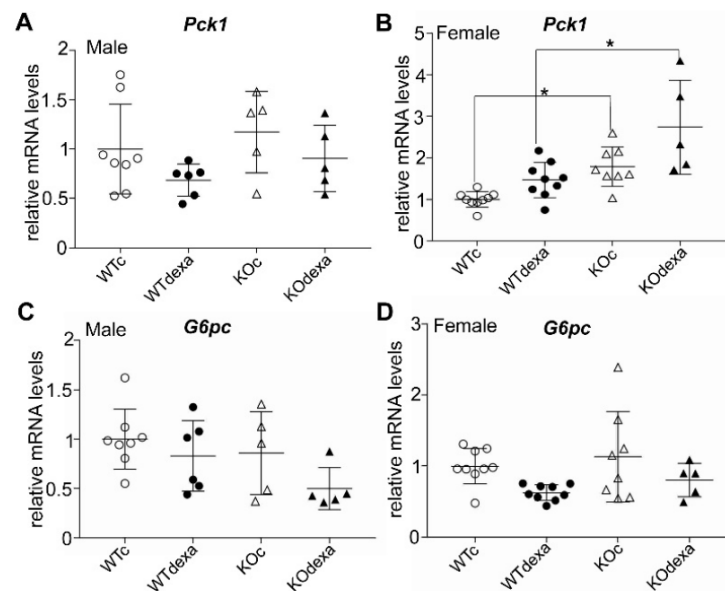 A
Pck1
Male
relative mRNA levels
2
1.5
1
0.5
0
WTc
WTdexa
KOc
KOdexa
B
Pck1
Female
relative mRNA levels
5
4
3
2
1
0
*
*
WTc
WTdexa
KOc
KOdexa
C
G6pc
Male
relative mRNA levels
2
1.5
1
0.5
0
WTc
WTdexa
KOc
KOdexa
D
G6pc
Female
relative mRNA levels
3
2
1
0
WTc
WTdexa
KOc
KOdexa